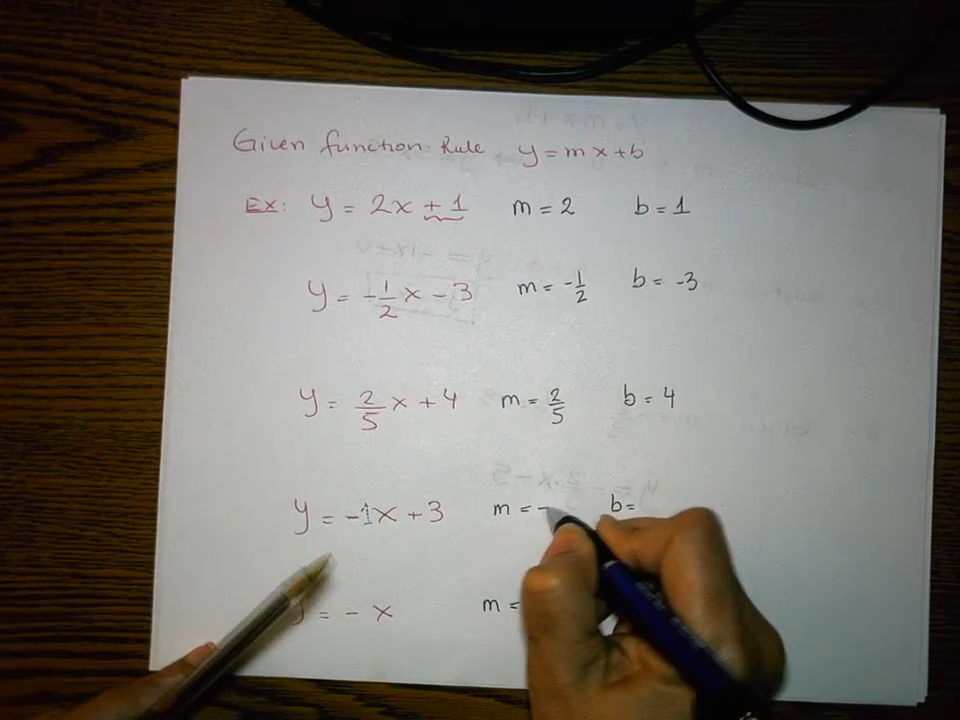 Given function Rule y = mx+b
Ex: y = 2x + 1 m = 2 b = 1
y = -1/2 x - 3 m = -1/2 b = -3
y = 2/5 x + 4 m = 2/5 b = 4
y = -1x + 3 m = - b =
y = - x m =